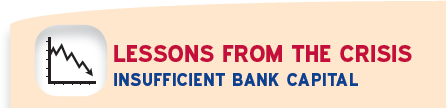 LESSONS FROM THE CRISIS
INSUFFICIENT BANK CAPITAL